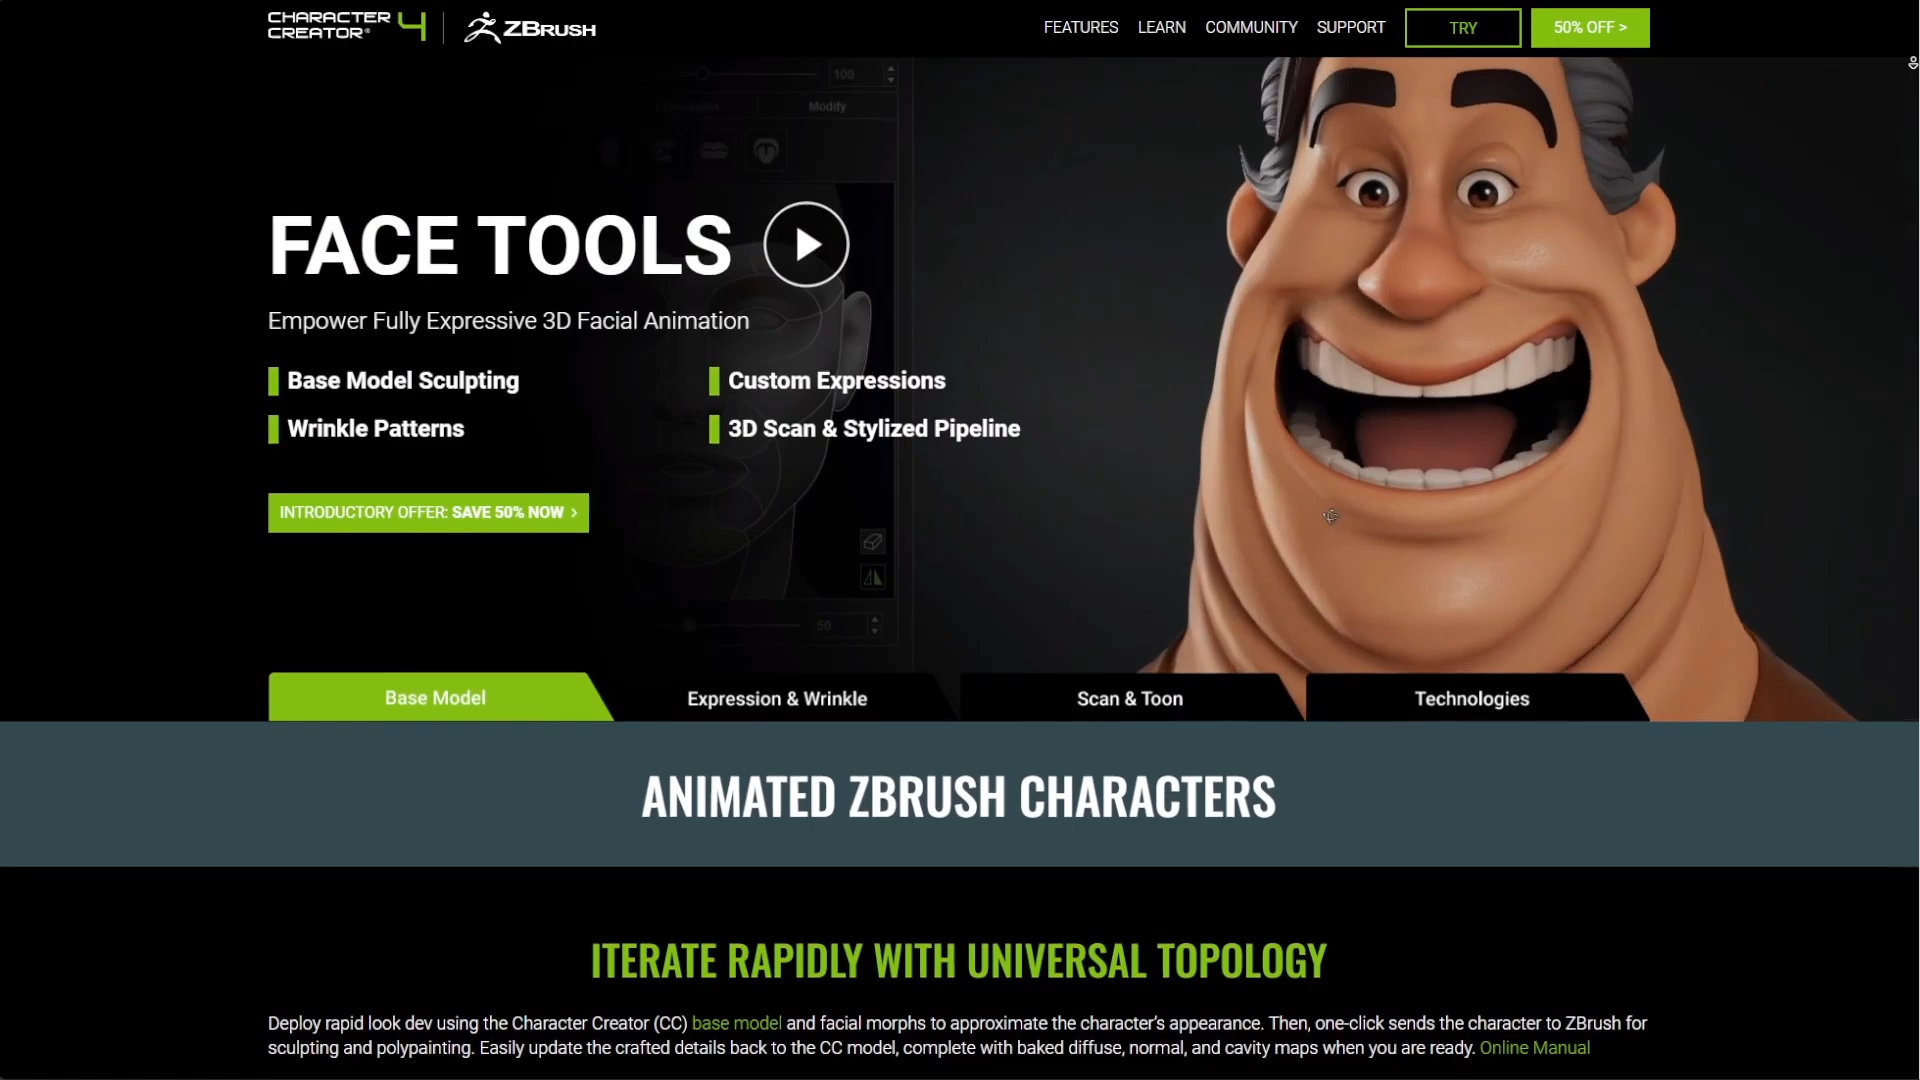 CHARACTER CREATOR® 4 ZBRUSH
FEATURES LEARN COMMUNITY SUPPORT TRY 50% OFF >
100
Modify
FACE TOOLS
Empower Fully Expressive 3D Facial Animation
Base Model Sculpting
Custom Expressions
Wrinkle Patterns
3D Scan & Stylized Pipeline
INTRODUCTORY OFFER: SAVE 50% NOW >
50
Base Model Expression & Wrinkle Scan & Toon Technologies
ANIMATED ZBRUSH CHARACTERS
ITERATE RAPIDLY WITH UNIVERSAL TOPOLOGY
Deploy rapid look dev using the Character Creator (CC) base model and facial morphs to approximate the character's appearance. Then, one-click sends the character to ZBrush for
sculpting and polypainting. Easily update the crafted details back to the CC model, complete with baked diffuse, normal, and cavity maps when you are ready. Online Manual